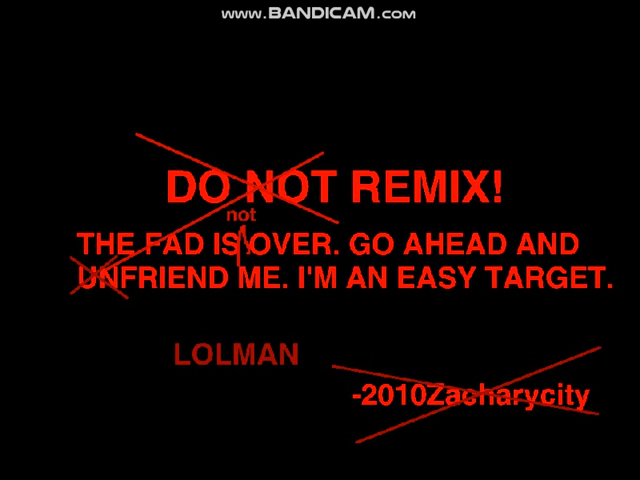 www.BANDICAM.com
DO NOT REMIX!
not
THE FAD IS OVER. GO AHEAD AND
UNFRIEND ME. I'M AN EASY TARGET.
LOLMAN
-2010Zacharycity